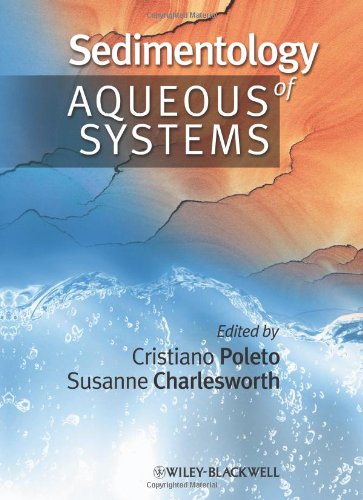 Sedimentology
of
AQUEOUS
SYSTEMS
Edited by
Cristiano Poleto
Susanne Charlesworth
WILEY-BLACKWELL